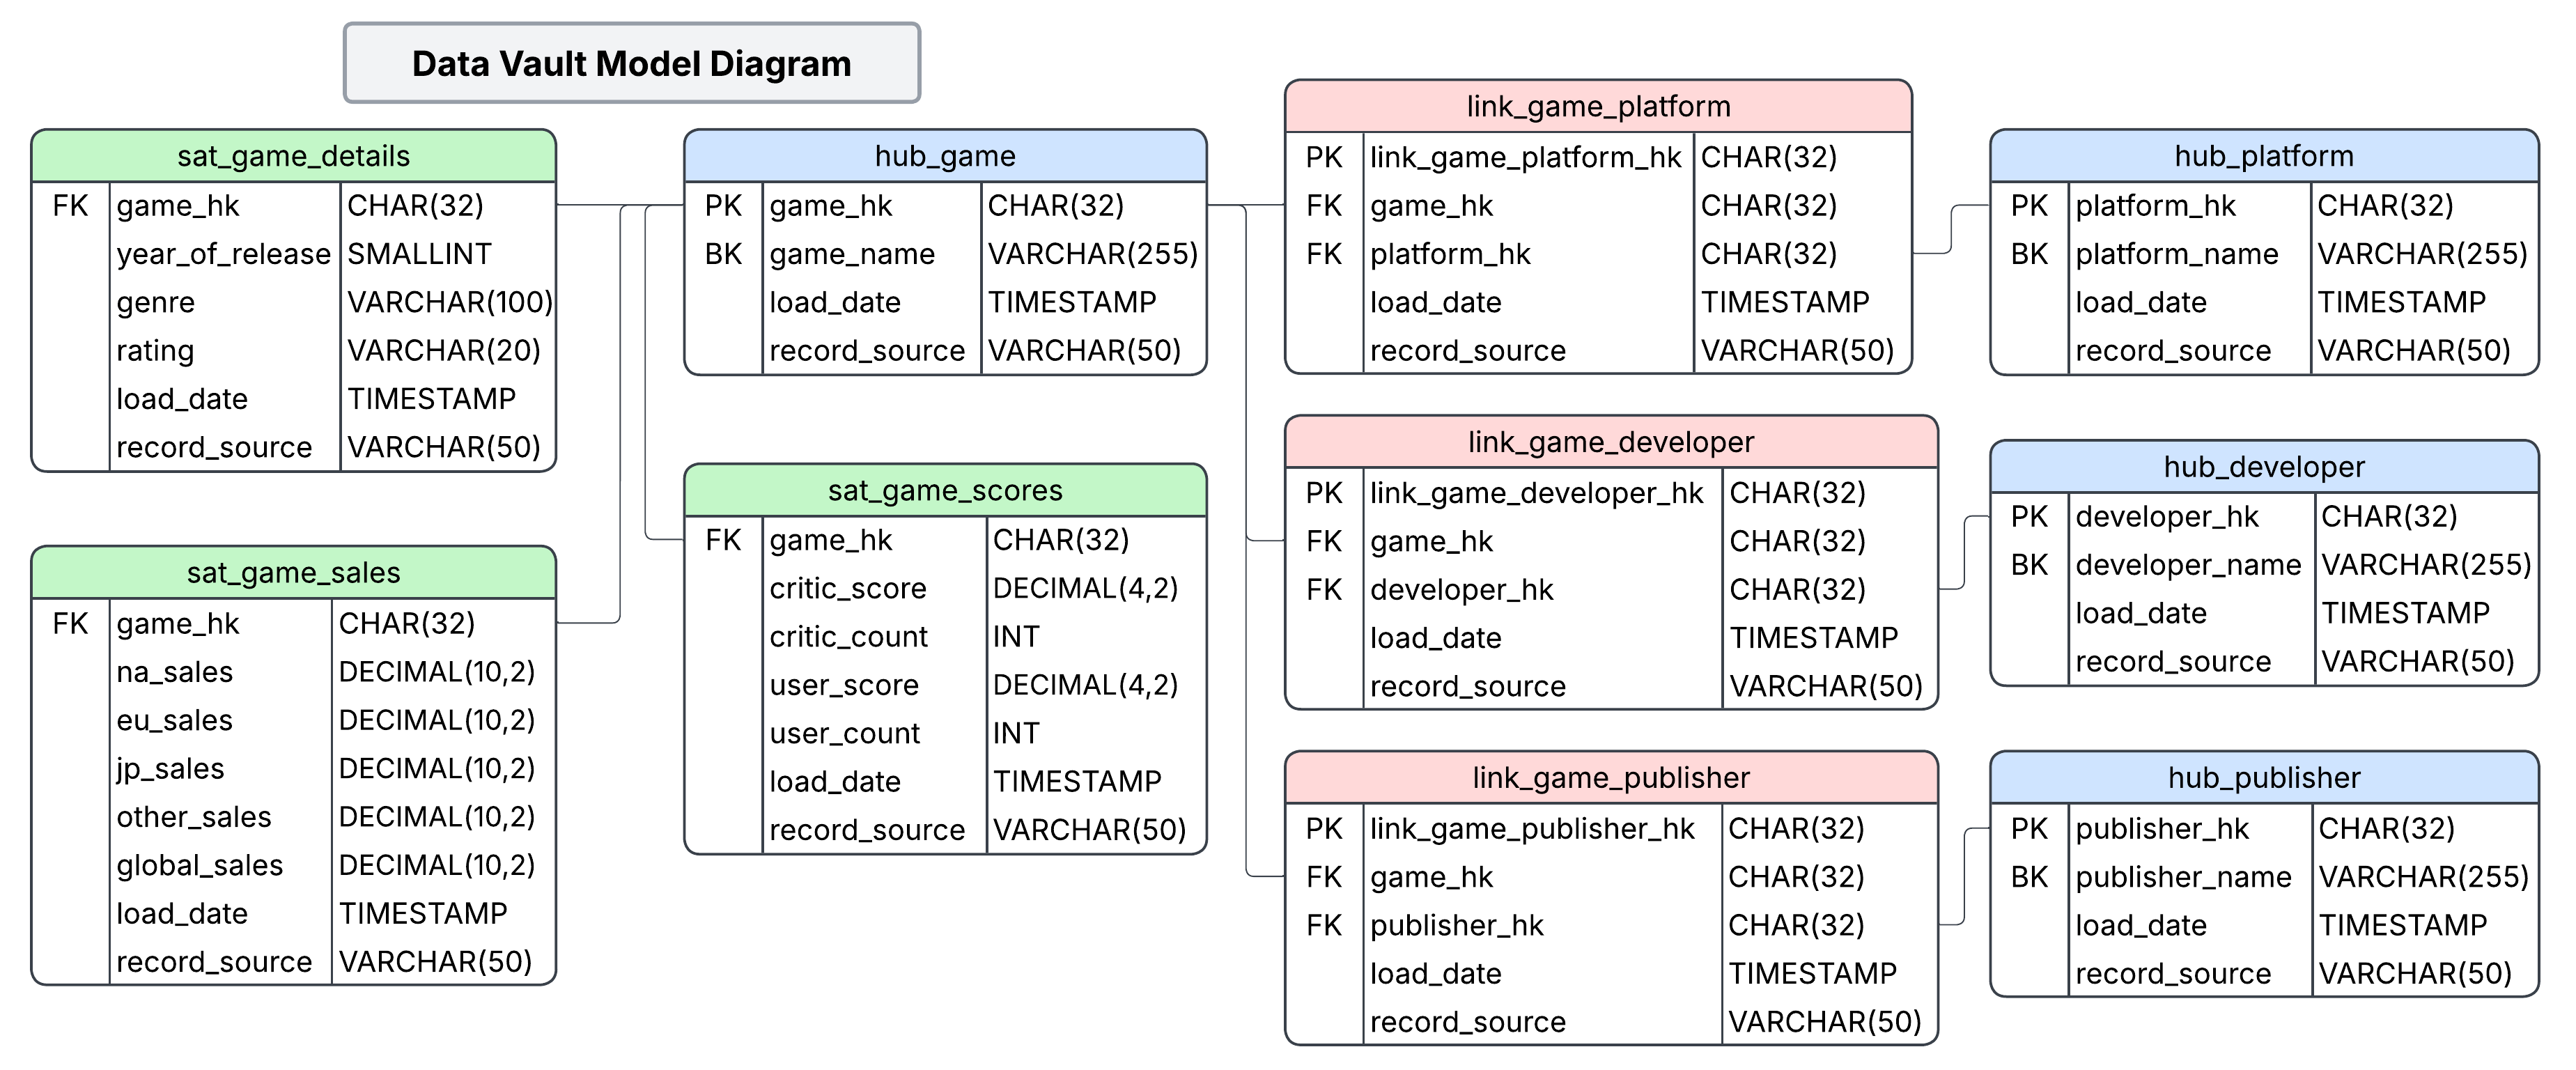 Data Vault Model Diagram
sat_game_details
FK game_hk CHAR(32)
year_of_release SMALLINT
genre VARCHAR(100)
rating VARCHAR(20)
load_date TIMESTAMP
record_source VARCHAR(50)
sat_game_sales
FK game_hk CHAR(32)
na_sales DECIMAL(10,2)
eu_sales DECIMAL(10,2)
jp_sales DECIMAL(10,2)
other_sales DECIMAL(10,2)
global_sales DECIMAL(10,2)
load_date TIMESTAMP
record_source VARCHAR(50)
hub_game
PK game_hk CHAR(32)
BK game_name VARCHAR(255)
load_date TIMESTAMP
record_source VARCHAR(50)
sat_game_scores
FK game_hk CHAR(32)
critic_score DECIMAL(4,2)
critic_count INT
user_score DECIMAL(4,2)
user_count INT
load_date TIMESTAMP
record_source VARCHAR(50)
link_game_platform
PK link_game_platform_hk CHAR(32)
FK game_hk CHAR(32)
FK platform_hk CHAR(32)
load_date TIMESTAMP
record_source VARCHAR(50)
link_game_developer
PK link_game_developer_hk CHAR(32)
FK game_hk CHAR(32)
FK developer_hk CHAR(32)
load_date TIMESTAMP
record_source VARCHAR(50)
link_game_publisher
PK link_game_publisher_hk CHAR(32)
FK game_hk CHAR(32)
FK publisher_hk CHAR(32)
load_date TIMESTAMP
record_source VARCHAR(50)
hub_platform
PK platform_hk CHAR(32)
BK platform_name VARCHAR(255)
load_date TIMESTAMP
record_source VARCHAR(50)
hub_developer
PK developer_hk CHAR(32)
BK developer_name VARCHAR(255)
load_date TIMESTAMP
record_source VARCHAR(50)
hub_publisher
PK publisher_hk CHAR(32)
BK publisher_name VARCHAR(255)
load_date TIMESTAMP
record_source VARCHAR(50)